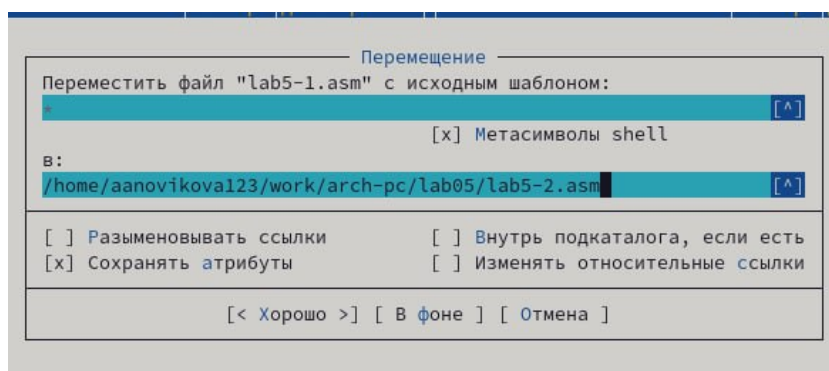 Перемещение
Переместить файл "lab5-1.asm" с исходным шаблоном:
* [^]
[x] Метасимволы shell
в:
/home/aanovikova123/work/arch-pc/lab05/lab5-2.asm [^]
[ ] Разыменовывать ссылки [ ] Внутрь подкаталога, если есть
[x] Сохранять атрибуты [ ] Изменять относительные ссылки
[< Хорошо >] [ В фоне ] [ Отмена ]